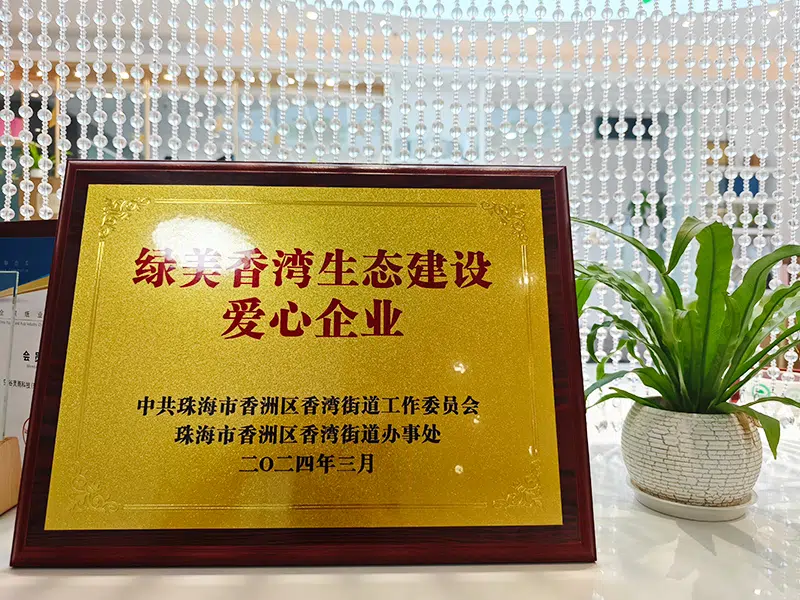 绿美香湾生态建设
爱心企业
中共珠海市香洲区香湾街道工作委员会
珠海市香洲区香湾街道办事处
二〇二四年三月